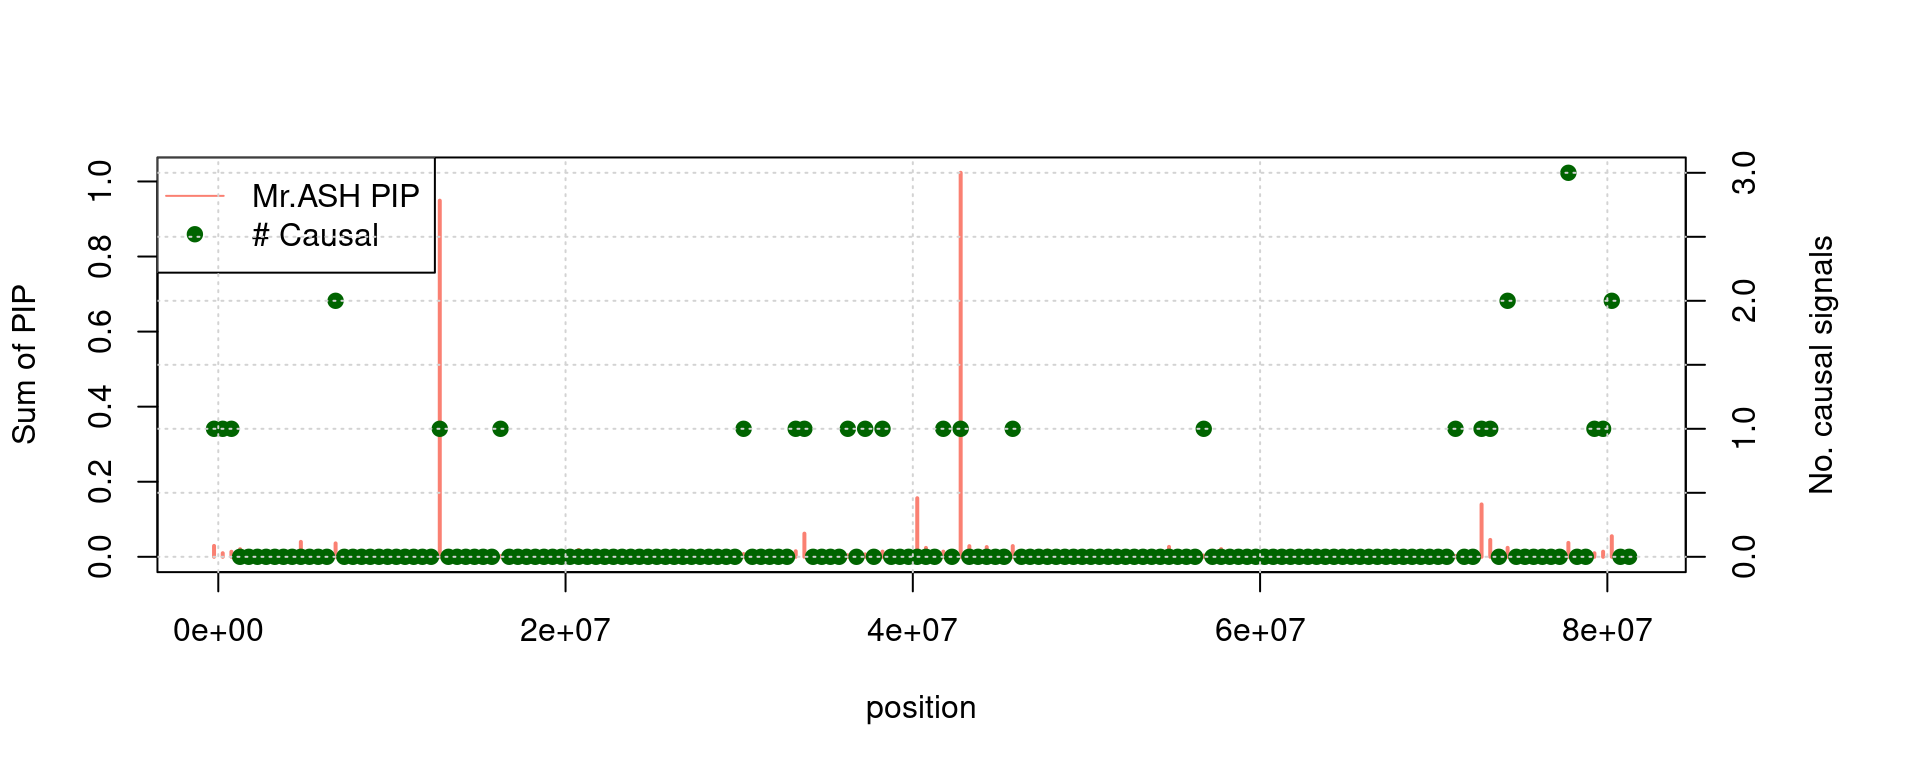 Mr.ASH PIP
# Causal
Sum of PIP
0.0 0.2 0.4 0.6 0.8 1.0
0.0 1.0 2.0 3.0
No. causal signals
0e+00 2e+07 4e+07 6e+07 8e+07
position